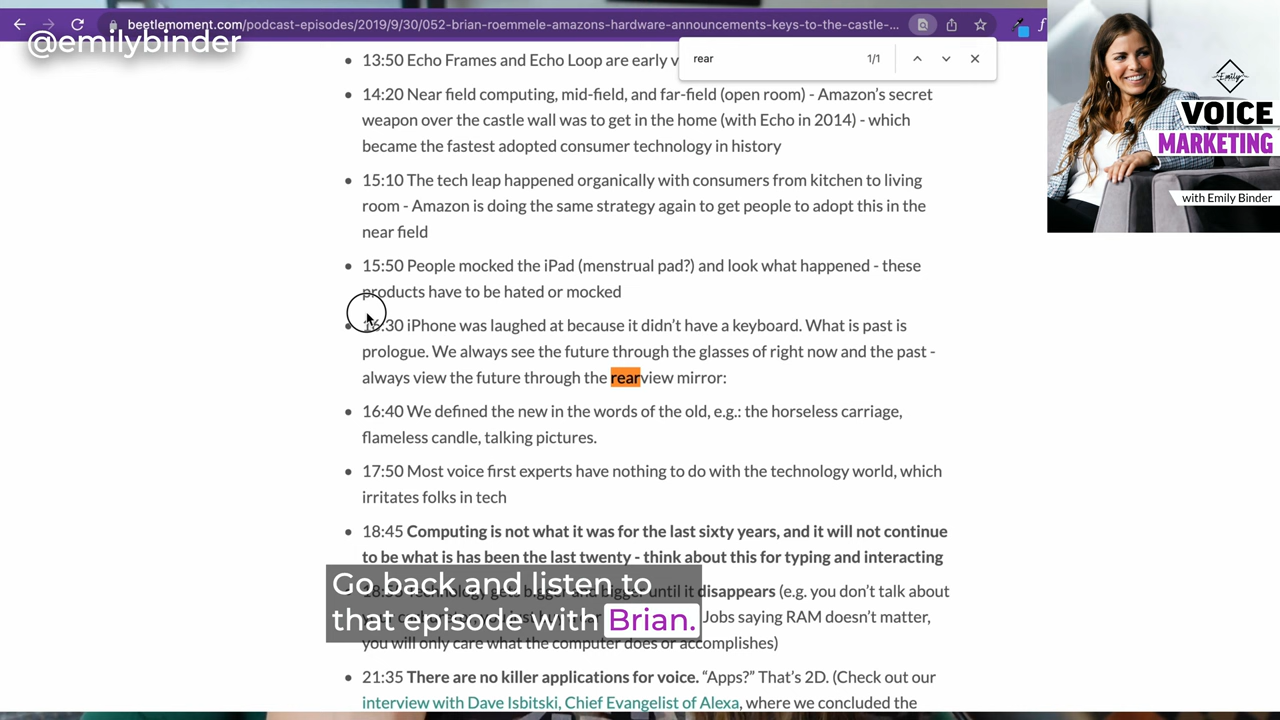 beetlemoment.com/podcast-episodes/2019/9/30/052-brian-roemmele-amazons-hardware-announcements-keys-to-the-castle-...
@emilybinder
rear
1/1
Emily
VOICE
MARKETING
with Emily Binder
• 13:50 Echo Frames and Echo Loop are early v
• 14:20 Near field computing, mid-field, and far-field (open room) - Amazon’s secret
weapon over the castle wall was to get in the home (with Echo in 2014) - which
became the fastest adopted consumer technology in history
• 15:10 The tech leap happened organically with consumers from kitchen to living
room - Amazon is doing the same strategy again to get people to adopt this in the
near field
• 15:50 People mocked the iPad (menstrual pad?) and look what happened - these
products have to be hated or mocked
• 16:30 iPhone was laughed at because it didn’t have a keyboard. What is past is
prologue. We always see the future through the glasses of right now and the past -
always view the future through the rearview mirror:
• 16:40 We defined the new in the words of the old, e.g.: the horseless carriage,
flameless candle, talking pictures.
• 17:50 Most voice first experts have nothing to do with the technology world, which
irritates folks in tech
• 18:45 Computing is not what it was for the last sixty years, and it will not continue
to be what is has been the last twenty - think about this for typing and interacting
Technology gets bigger and bigger until it disappears (e.g. you don’t talk about
Jobs saying RAM doesn’t matter,
you will only care what the computer does or accomplishes)
Go back and listen to
that episode with Brian.
• 21:35 There are no killer applications for voice. “Apps?” That’s 2D. (Check out our
interview with Dave Isbitski, Chief Evangelist of Alexa, where we concluded the